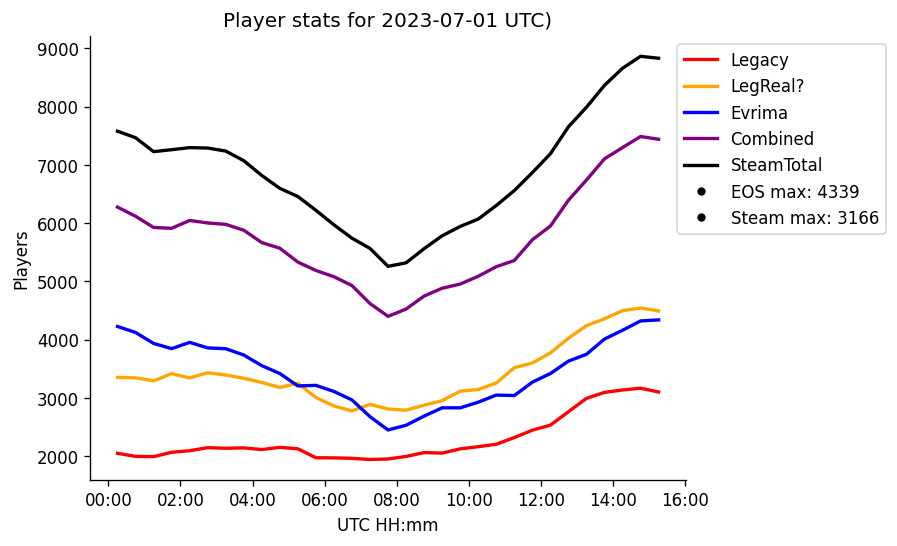 Player stats for 2023-07-01 UTC)
9000
8000
7000
6000
5000
4000
3000
2000
Players
00:00 02:00 04:00 06:00 08:00 10:00 12:00 14:00 16:00
UTC HH:mm
Legacy
LegReal?
Evrima
Combined
SteamTotal
EOS max: 4339
Steam max: 3166